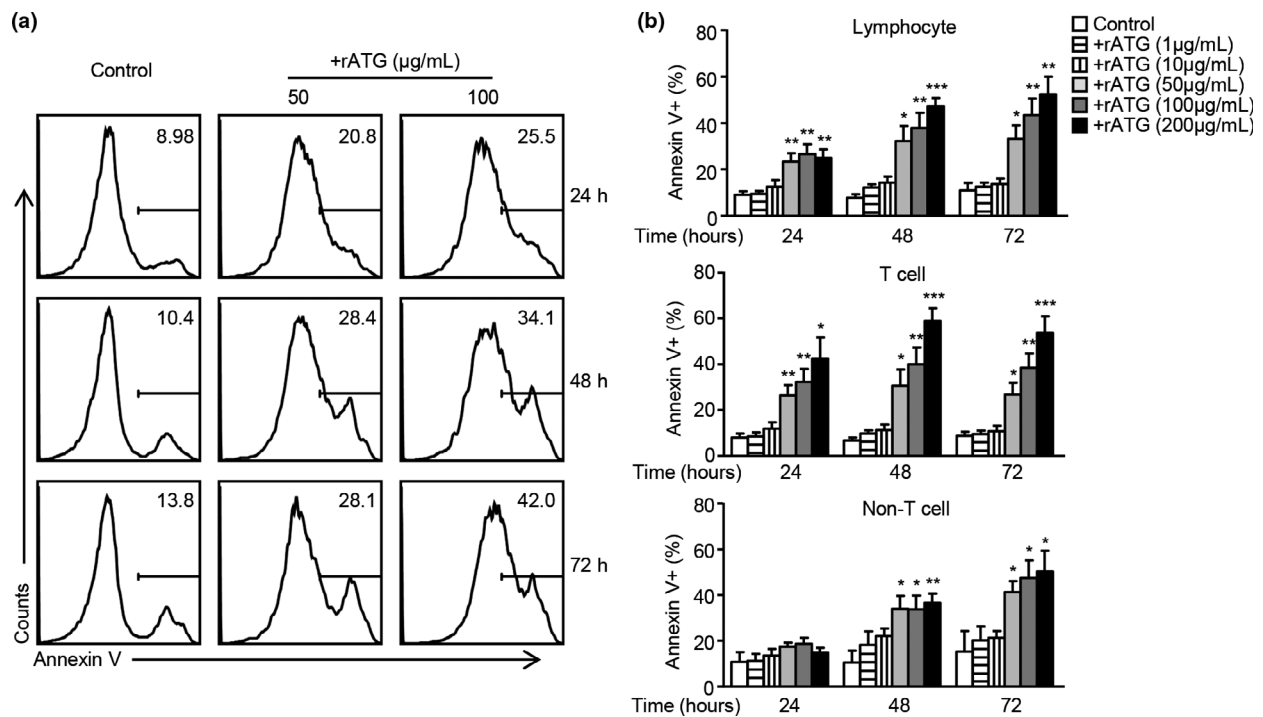 (a)
Control
+rATG (µg/mL)
50
100
8.98
20.8
25.5
24 h
10.4
28.4
34.1
48 h
13.8
28.1
42.0
72 h
Counts
Annexin V
(b)
Lymphocyte
Annexin V+ (%)
80
60
40
20
0
** ** **
* ** ***
* ** **
Time (hours) 24 48 72
Control
+rATG (1µg/mL)
+rATG (10µg/mL)
+rATG (50µg/mL)
+rATG (100µg/mL)
+rATG (200µg/mL)
T cell
Annexin V+ (%)
80
60
40
20
0
** ** *
* ** ***
* ** ***
Time (hours) 24 48 72
Non-T cell
Annexin V+ (%)
80
60
40
20
0
* * **
* * *
Time (hours) 24 48 72